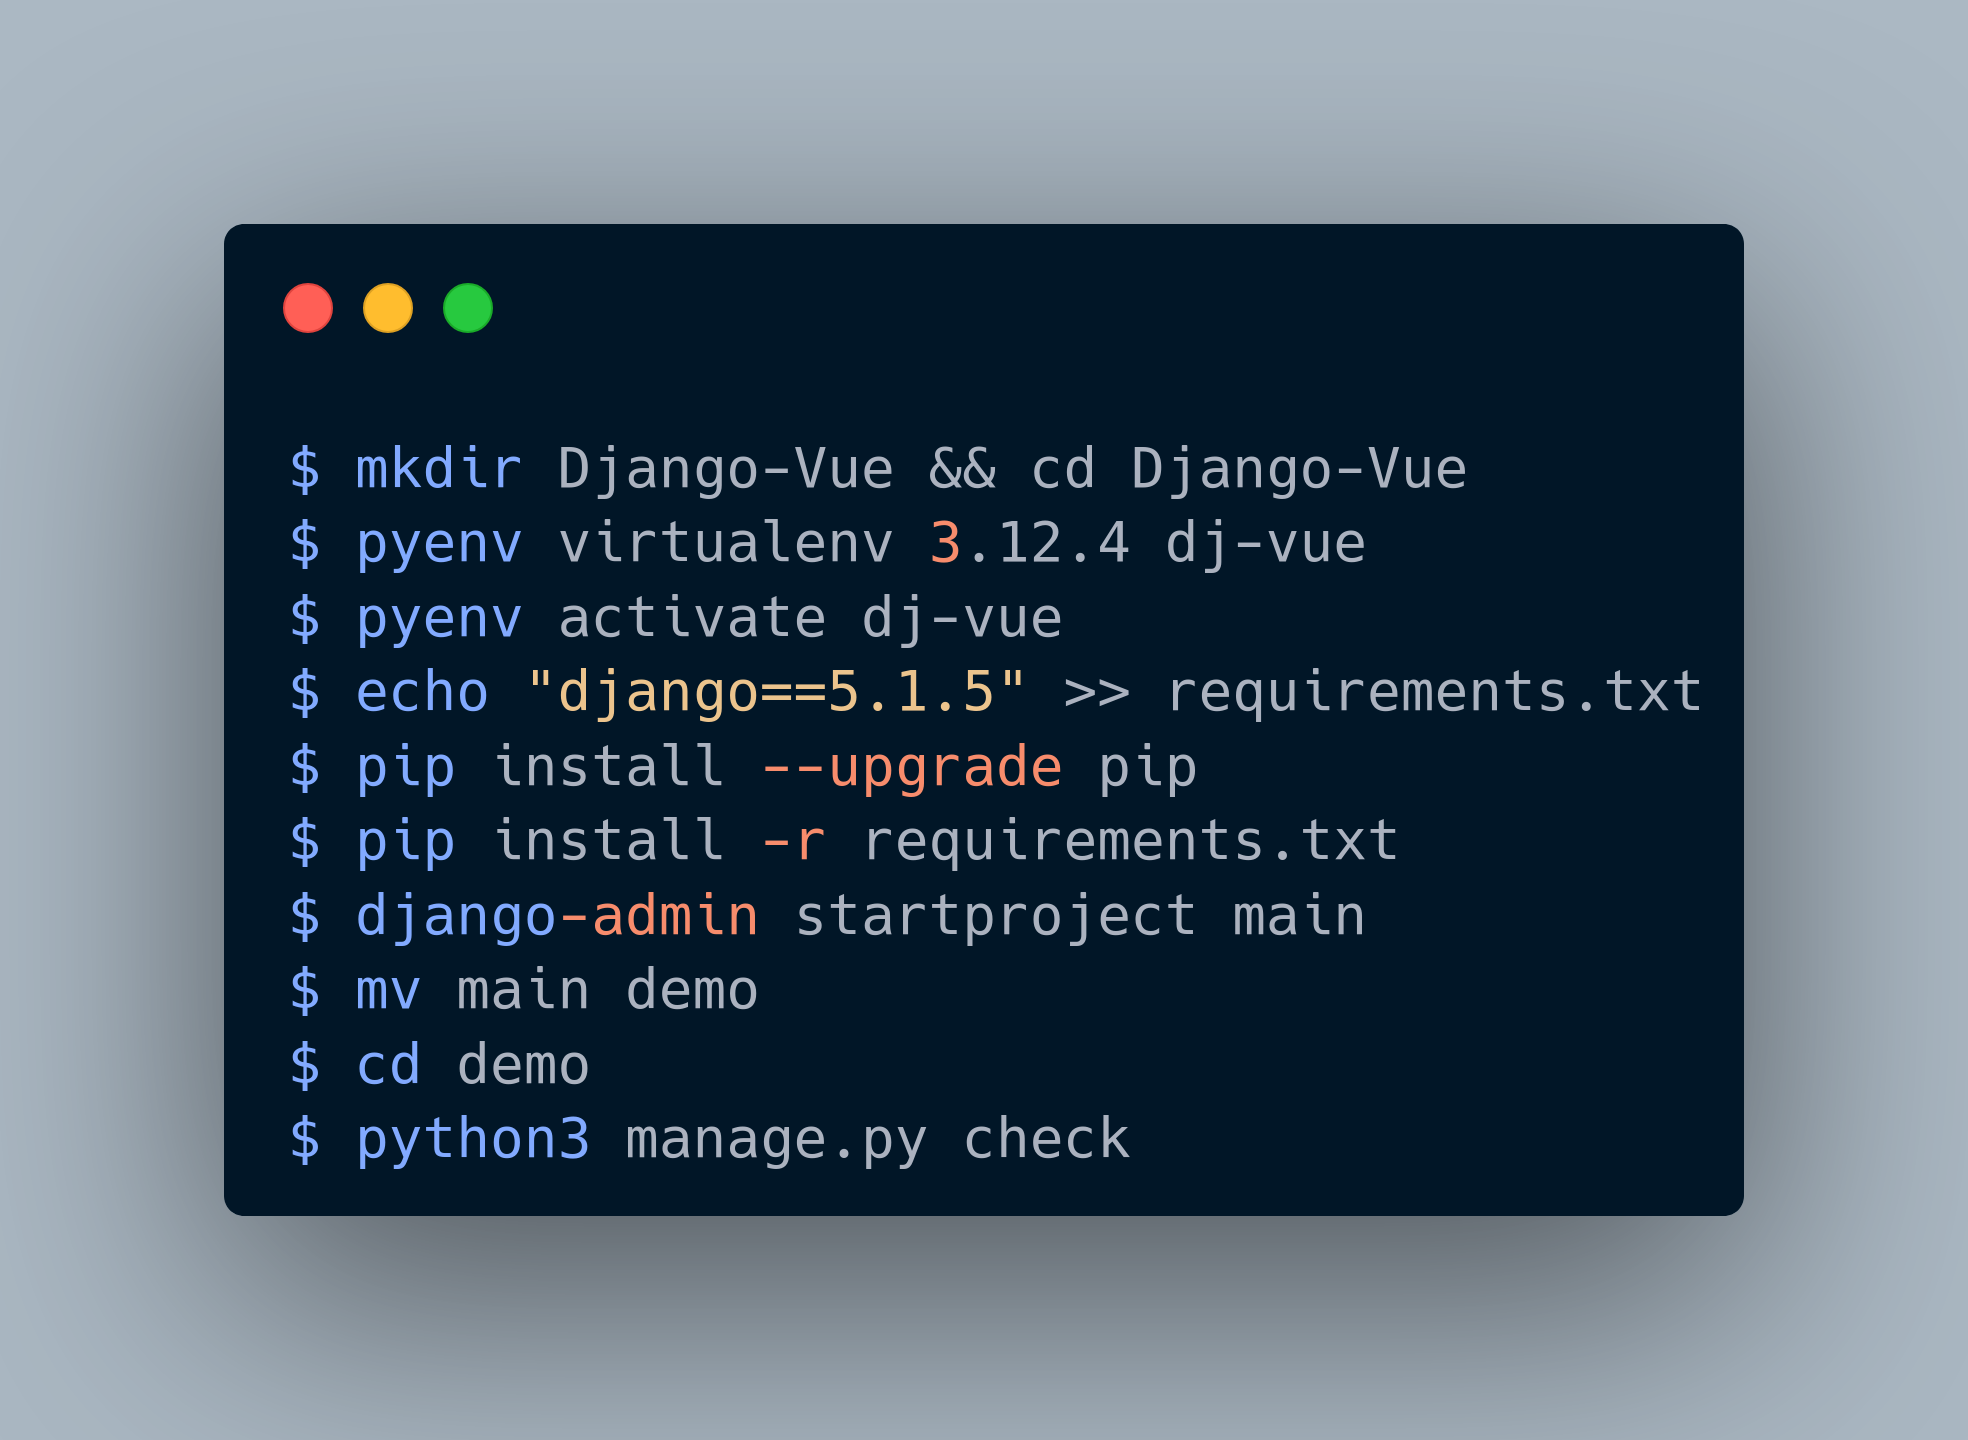 $ mkdir Django-Vue && cd Django-Vue
$ pyenv virtualenv 3.12.4 dj-vue
$ pyenv activate dj-vue
$ echo "django==5.1.5" >> requirements.txt
$ pip install --upgrade pip
$ pip install -r requirements.txt
$ django-admin startproject main
$ mv main demo
$ cd demo
$ python3 manage.py check